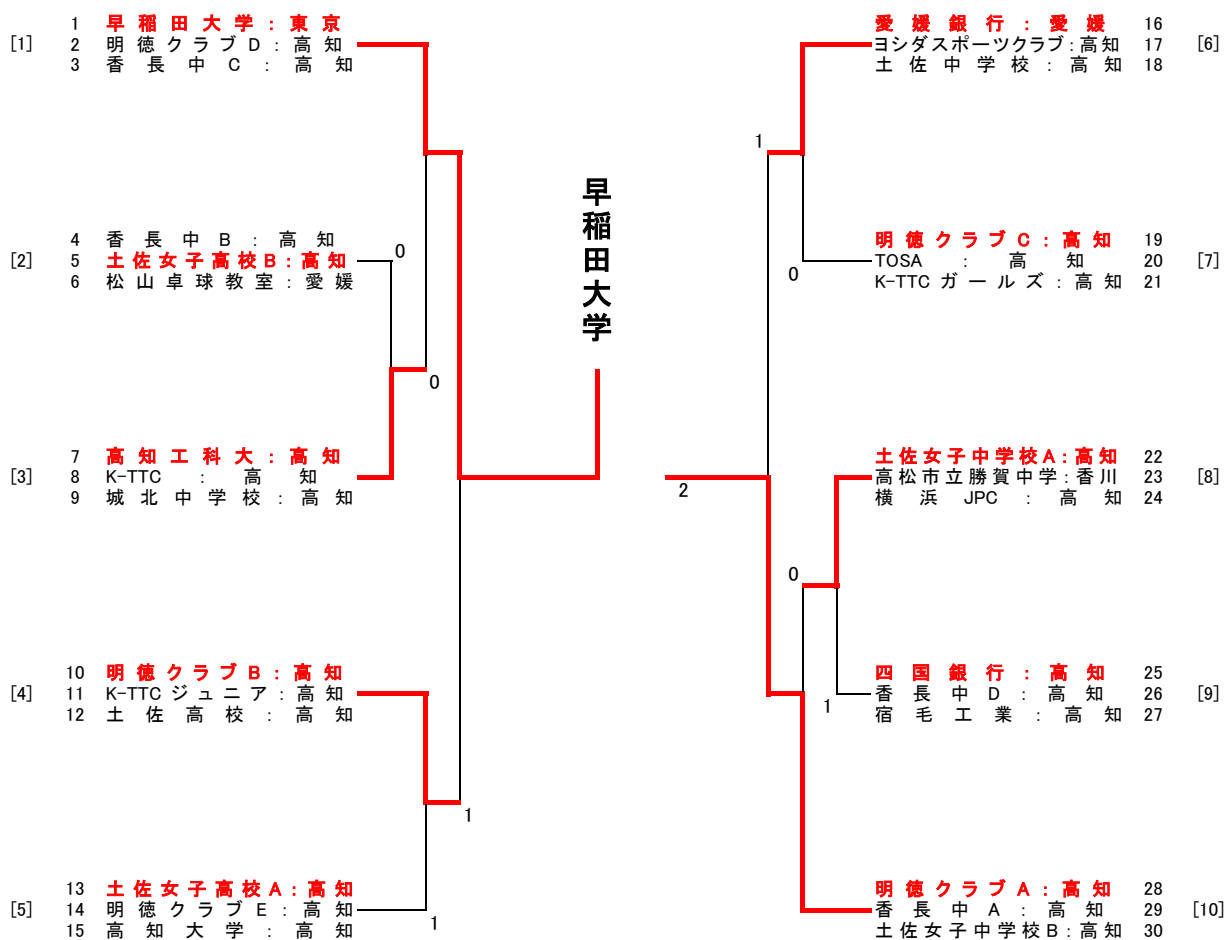 1 早稲田大学：東京
[1] 2 明徳クラブD：高知
3 香長中C：高知
0
4 香長中B：高知
[2] 5 土佐女子高校B：高知
6 松山卓球教室：愛媛
0
7 高知工科大：高知
[3] 8 K-TTC：高知
9 城北中学校：高知
10 明徳クラブB：高知
[4] 11 K-TTCジュニア：高知
12 土佐高校：高知
1
13 土佐女子高校A：高知
[5] 14 明徳クラブE：高知
15 高知大学：高知
1
早稲田大学
2
愛媛銀行：愛媛 16
ヨシダスポーツクラブ：高知 17 [6]
土佐中学校：高知 18
1
明徳クラブC：高知 19
TOSA：高知 20 [7]
K-TTCガールズ：高知 21
0
土佐女子中学校A：高知 22
高松市立勝賀中学：香川 23 [8]
横浜JPC：高知 24
0
四国銀行：高知 25
香長中D：高知 26 [9]
宿毛工業：高知 27
1
明徳クラブA：高知 28
香長中A：高知 29 [10]
土佐女子中学校B：高知 30